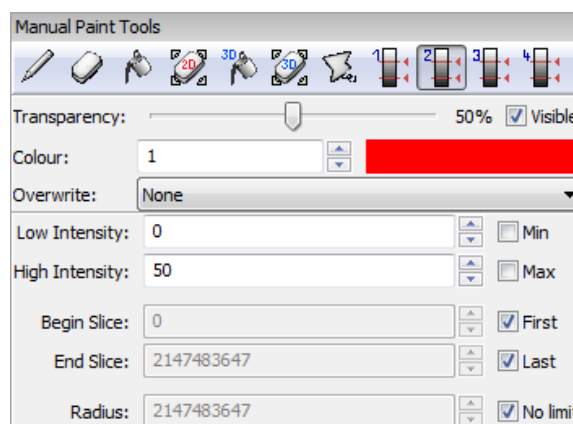 Manual Paint Tools
2D 3D 3D 1 2 3 4
Transparency: 50% Visible
Colour: 1
Overwrite: None
Low Intensity: 0 Min
High Intensity: 50 Max
Begin Slice: 0 First
End Slice: 2147483647 Last
Radius: 2147483647 No limi